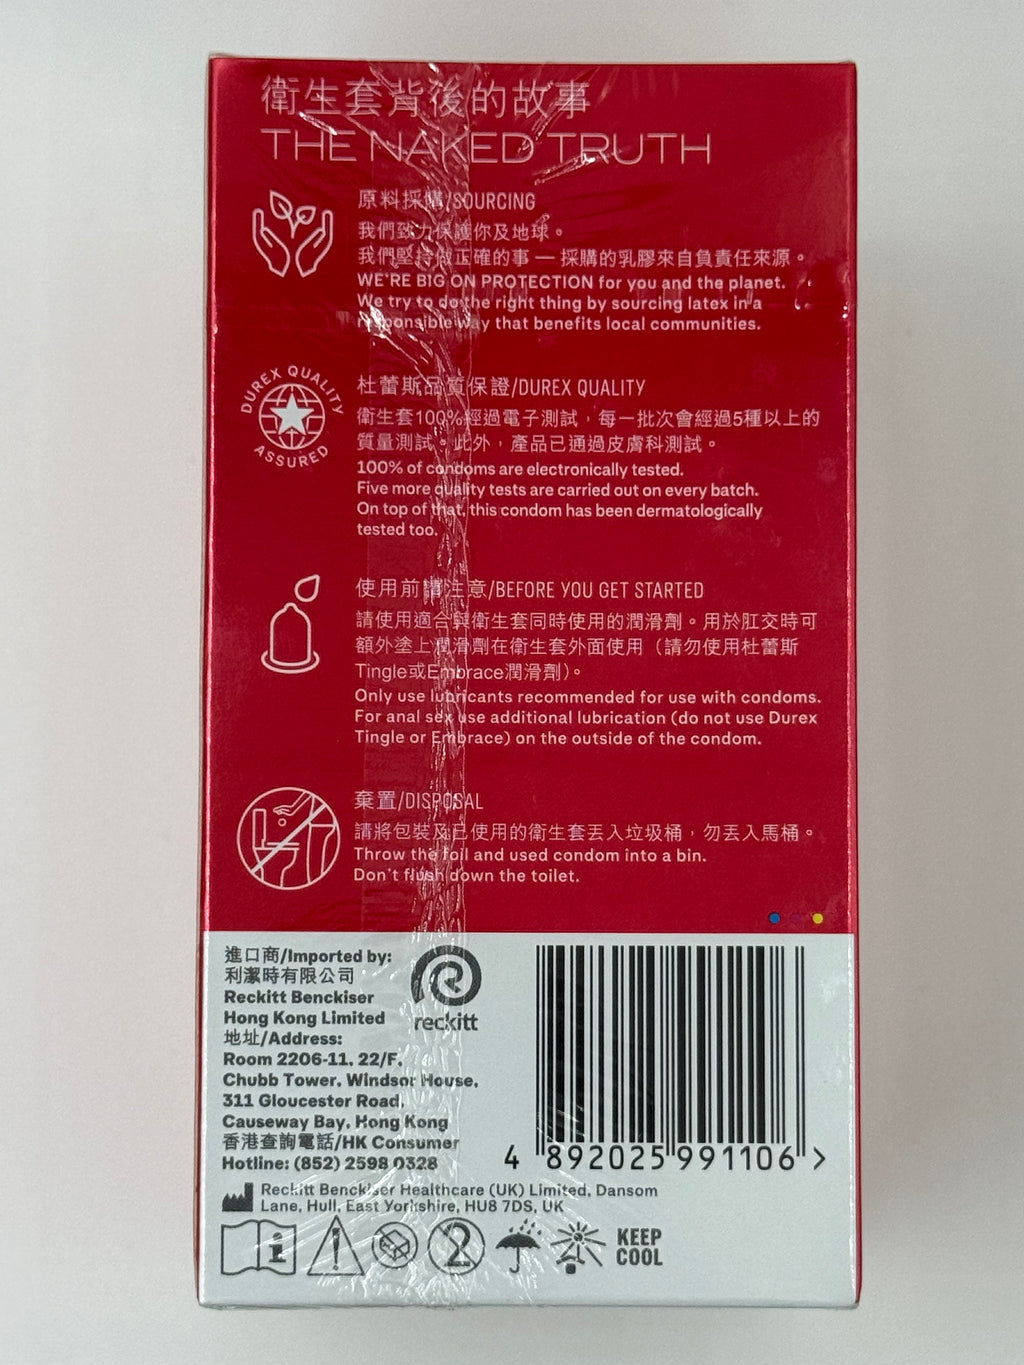 衛生套背後的故事
THE NAKED TRUTH
原料採購/SOURCING
我們致力保護你及地球。
我們堅持做正確的事 — 採購的乳膠來自負責任來源。
WE'RE BIG ON PROTECTION for you and the planet.
We try to do the right thing by sourcing latex in a
responsible way that benefits local communities.
DUREX QUALITY
ASSURED
杜蕾斯品質保證/DUREX QUALITY
衛生套100%經過電子測試，每一批次會經過5種以上的
質量測試。此外，產品已通過皮膚科測試。
100% of condoms are electronically tested.
Five more quality tests are carried out on every batch.
On top of that, this condom has been dermatologically
tested too.
使用前請注意/BEFORE YOU GET STARTED
請使用適合與衛生套同時使用的潤滑劑。用於肛交時可
額外塗上潤滑劑在衛生套外面使用（請勿使用杜蕾斯
Tingle或Embrace潤滑劑）。
Only use lubricants recommended for use with condoms.
For anal sex use additional lubrication (do not use Durex
Tingle or Embrace) on the outside of the condom.
棄置/DISPOSAL
請將包裝及已使用的衛生套丟入垃圾桶，勿丟入馬桶。
Throw the foil and used condom into a bin.
Don't flush down the toilet.
進口商/Imported by:
利潔時有限公司
Reckitt Benckiser
Hong Kong Limited
地址/Address:
Room 2206-11, 22/F,
Chubb Tower, Windsor House,
311 Gloucester Road,
Causeway Bay, Hong Kong
香港查詢電話/HK Consumer
Hotline: (852) 2598 0328
reckitt
4 892025 991106 >
Reckitt Benckiser Healthcare (UK) Limited, Dansom
Lane, Hull, East Yorkshire, HU8 7DS, UK
2
KEEP
COOL